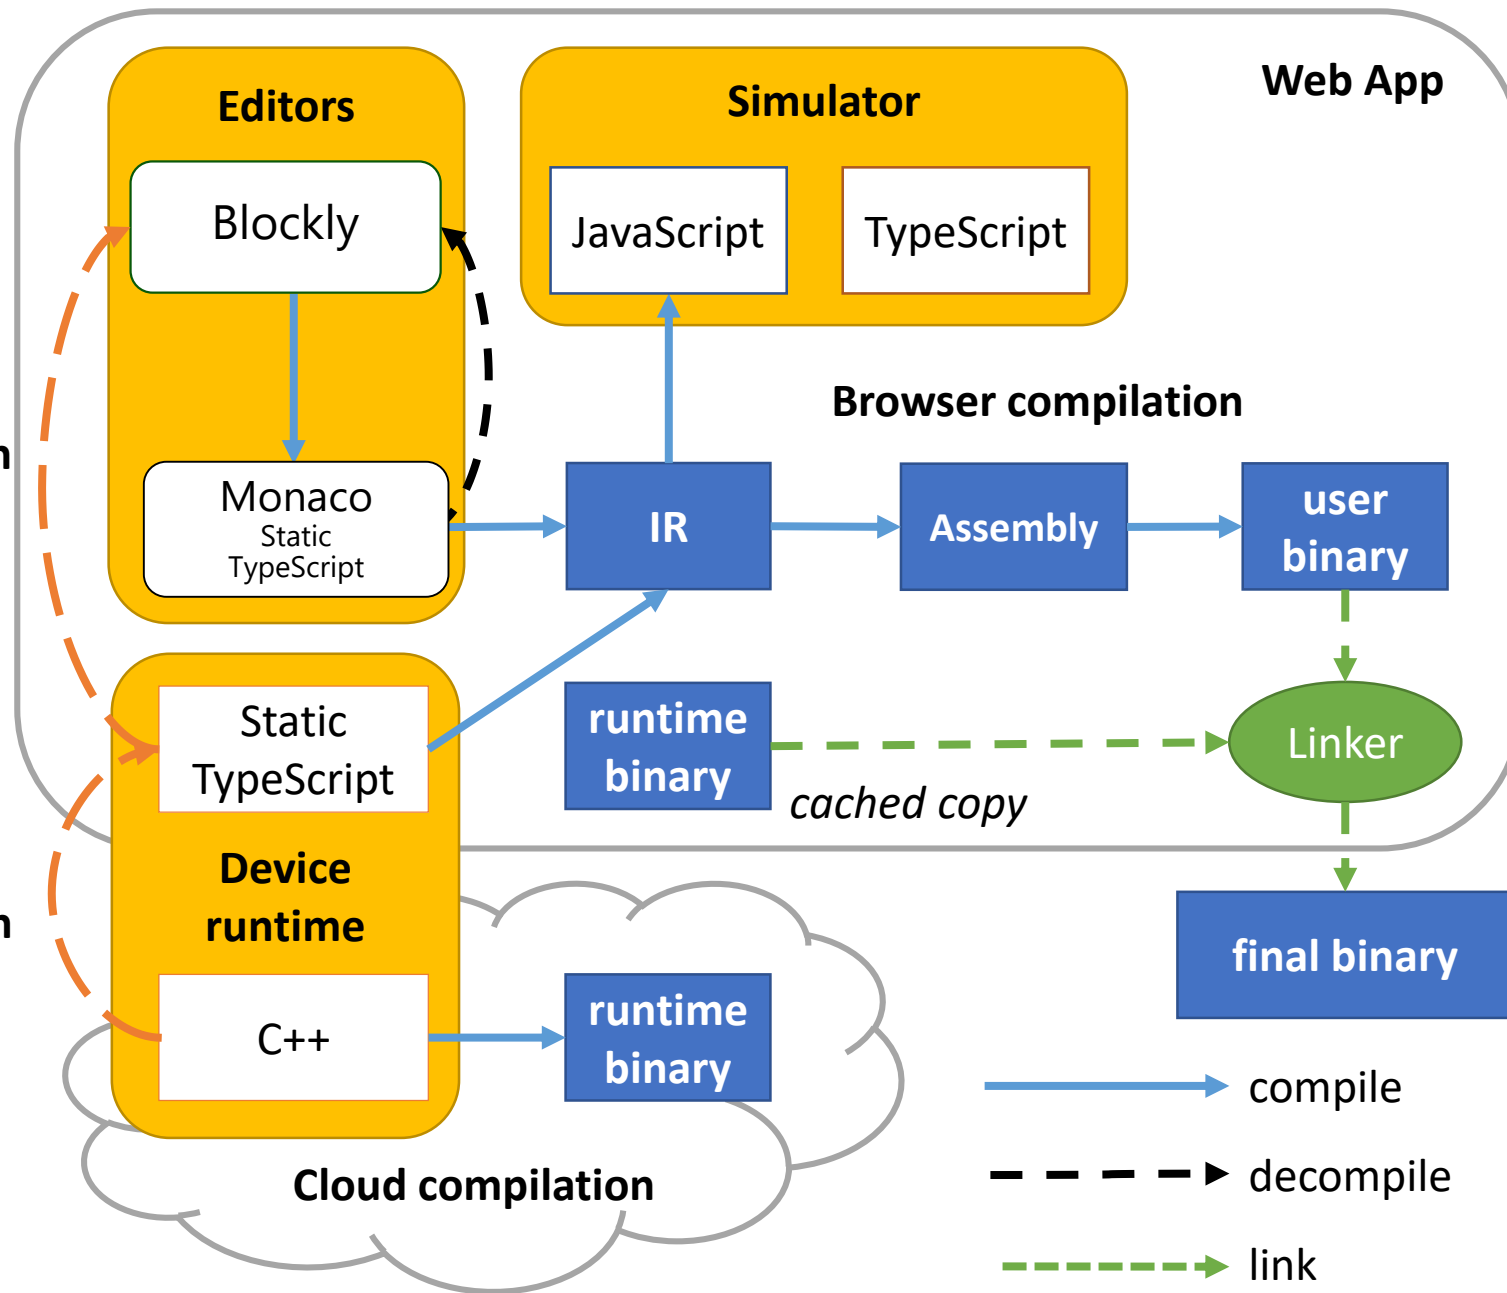 Web App
Editors
Simulator
Blockly
JavaScript
TypeScript
Browser compilation
n
Monaco
Static
TypeScript
IR
Assembly
user
binary
Static
TypeScript
runtime
binary
Linker
cached copy
Device
runtime
n
final binary
C++
runtime
binary
compile
Cloud compilation
decompile
link